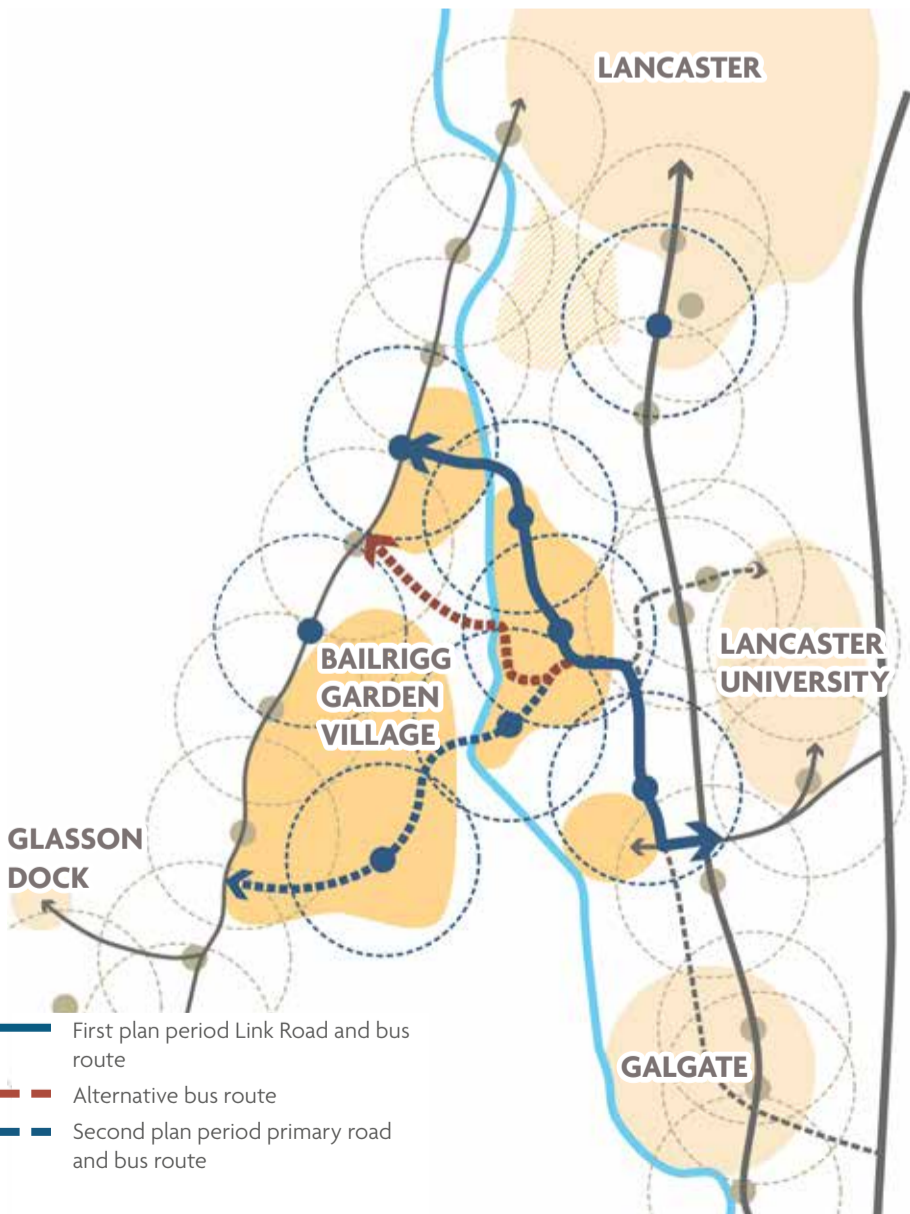 LANCASTER
LANCASTER
UNIVERSITY
BAILRIGG
GARDEN
VILLAGE
GLASSON
DOCK
GALGATE
First plan period Link Road and bus
route
Alternative bus route
Second plan period primary road
and bus route